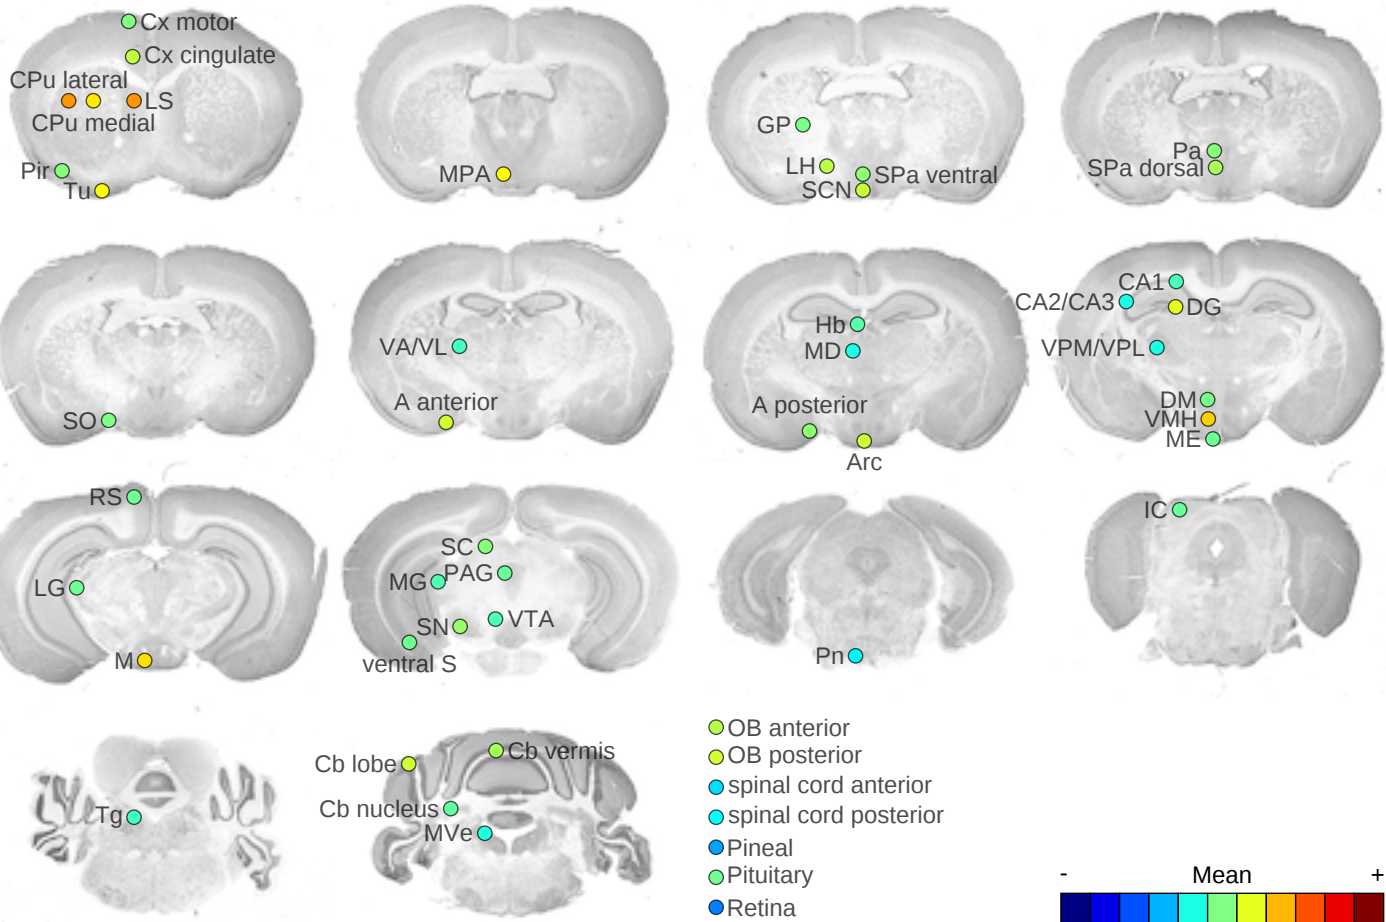 Cx motor
Cx cingulate
CPu lateral
LS
CPu medial
Pir
Tu
MPA
GP
LH
SPa ventral
SCN
Pa
SPa dorsal
SO
VA/VL
A anterior
Hb
MD
A posterior
Arc
CA1
CA2/CA3
DG
VPM/VPL
DM
VMH
ME
RS
LG
M
SC
PAG
MG
VTA
SN
ventral S
Pn
IC
Tg
Cb vermis
Cb lobe
Cb nucleus
MVe
OB anterior
OB posterior
spinal cord anterior
spinal cord posterior
Pineal
Pituitary
Retina
- Mean +